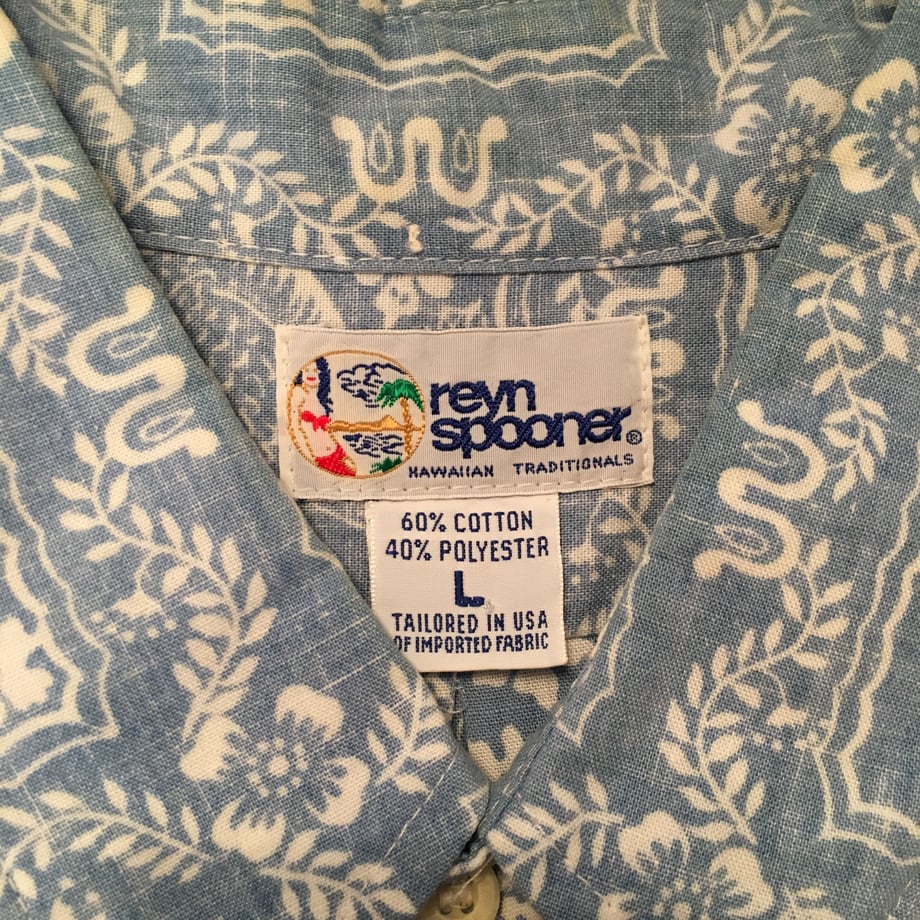 reyn
spooner®
HAWAIIAN TRADITIONALS
60% COTTON
40% POLYESTER
L
TAILORED IN USA
OF IMPORTED FABRIC